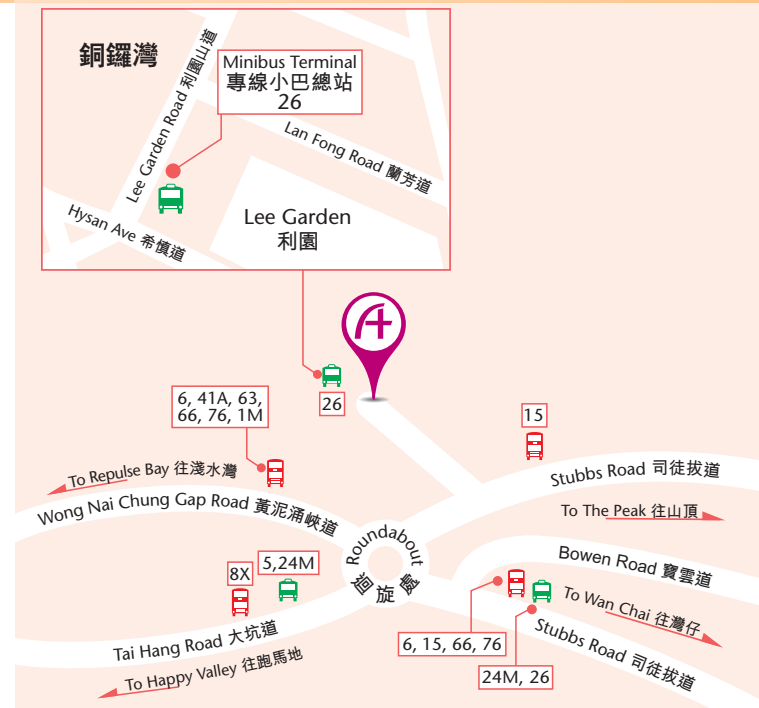 銅鑼灣
Minibus Terminal
專線小巴總站
26
Lee Garden Road 利園山道
Lan Fong Road 蘭芳道
Hysan Ave 希慎道
Lee Garden
利園
26
6, 41A, 63,
66, 76, 1M
15
To Repulse Bay 往淺水灣
Wong Nai Chung Gap Road 黃泥涌峽道
Stubbs Road 司徒拔道
To The Peak 往山頂
Roundabout
迴旋處
Bowen Road 寶雲道
8X
5,24M
To Wan Chai 往灣仔
Tai Hang Road 大坑道
6, 15, 66, 76
Stubbs Road 司徒拔道
To Happy Valley 往跑馬地
24M, 26